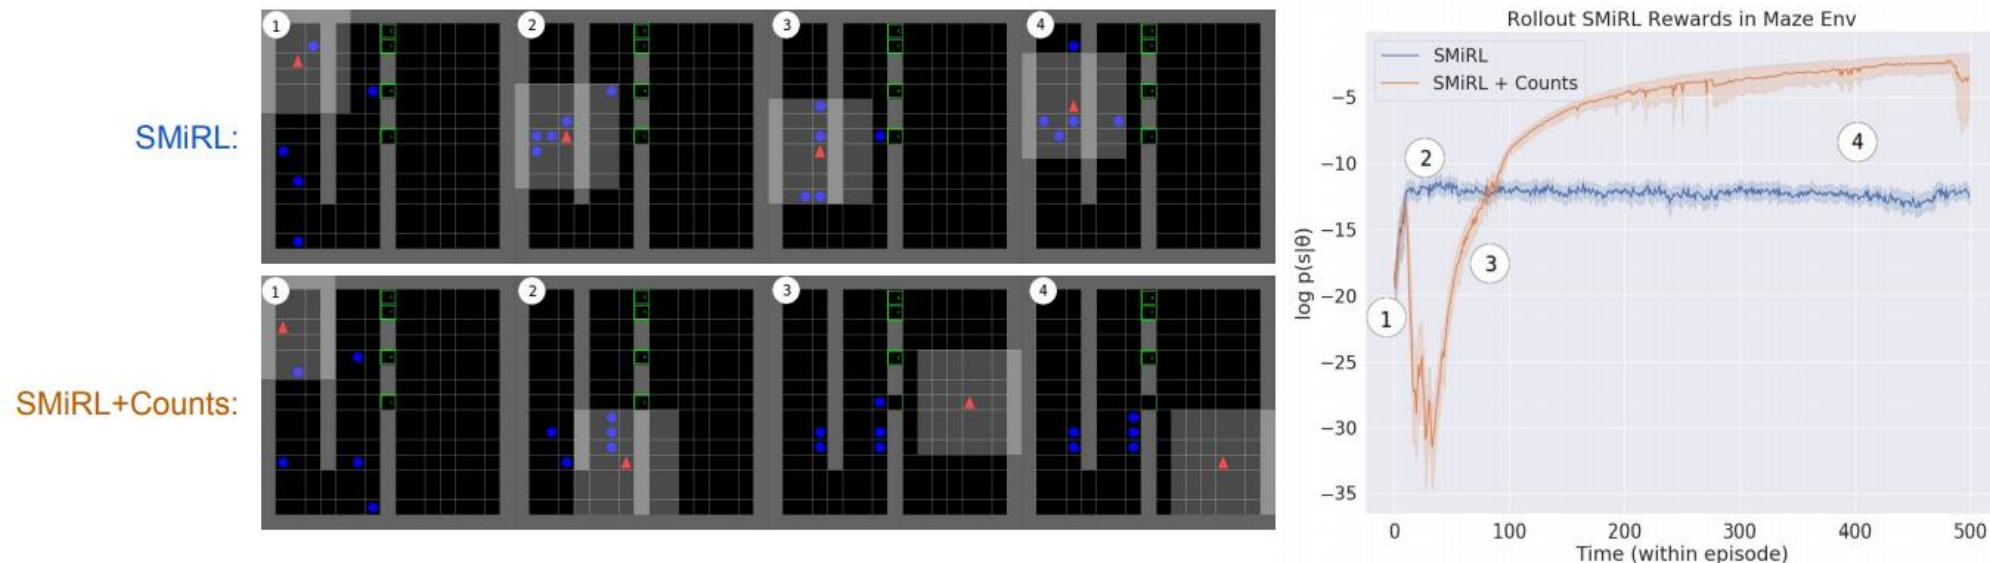 SMiRL:
1
2
3
4
SMiRL+Counts:
1
2
3
4
Rollout SMiRL Rewards in Maze Env
SMiRL
SMiRL + Counts
log p(s|θ)
−5
−10
−15
−20
−25
−30
−35
1
2
3
4
0 100 200 300 400 500
Time (within episode)